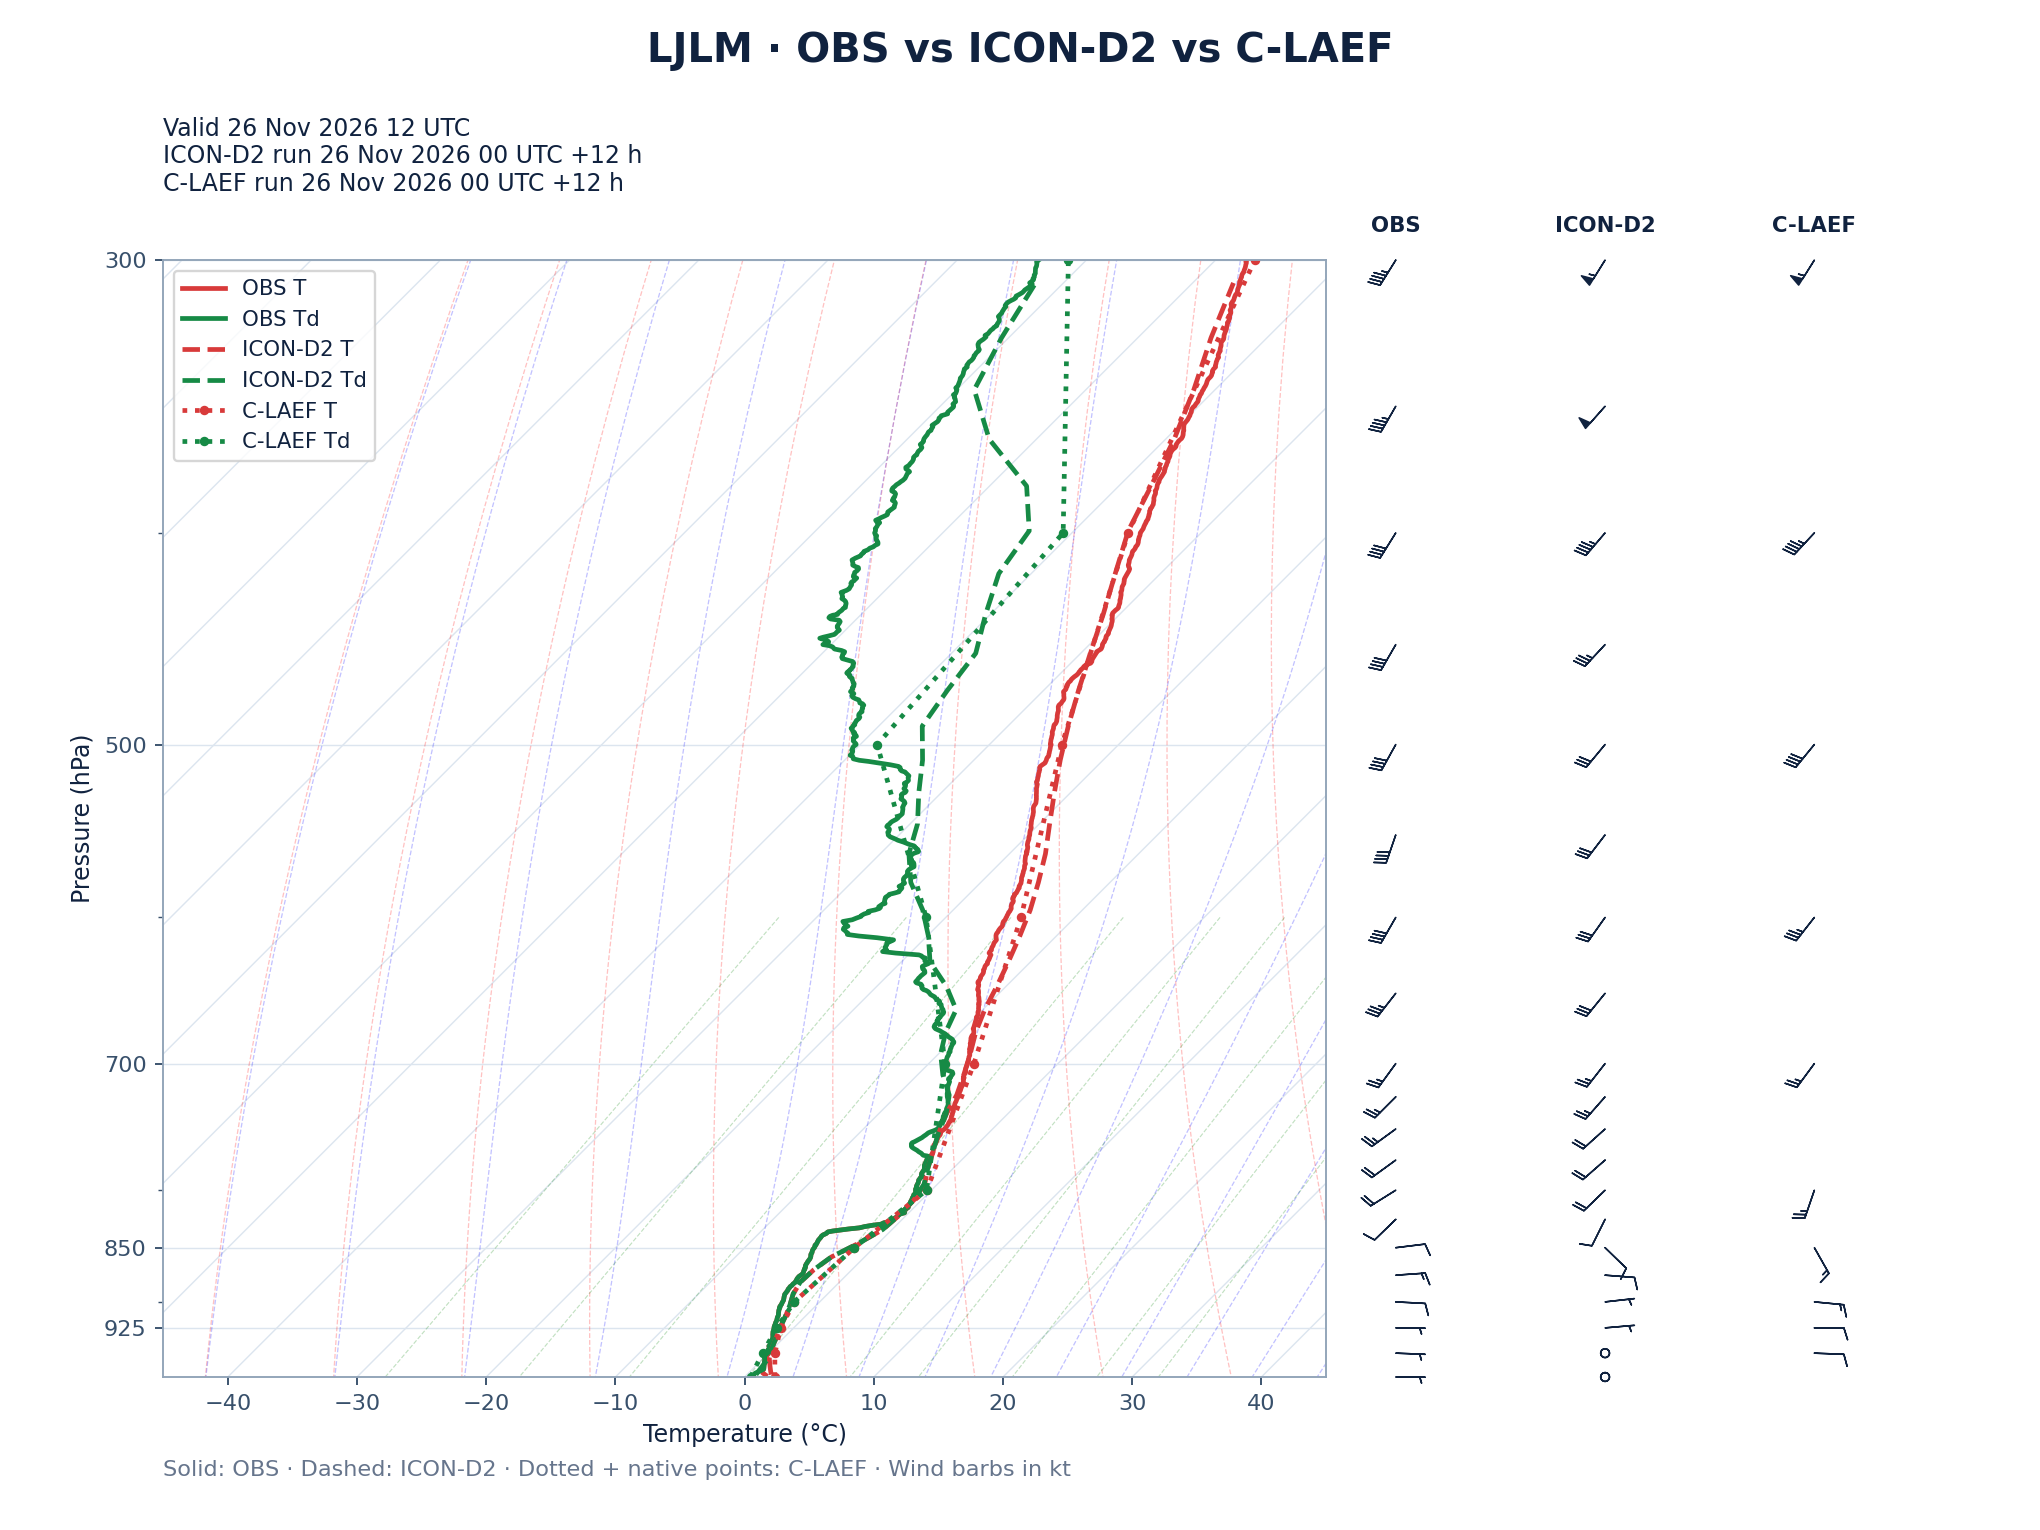 LJLM · OBS vs ICON-D2 vs C-LAEF
Valid 26 Nov 2026 12 UTC
ICON-D2 run 26 Nov 2026 00 UTC +12 h
C-LAEF run 26 Nov 2026 00 UTC +12 h
OBS ICON-D2 C-LAEF
OBS T
OBS Td
ICON-D2 T
ICON-D2 Td
C-LAEF T
C-LAEF Td
300
500
700
850
925
Pressure (hPa)
−40 −30 −20 −10 0 10 20 30 40
Temperature (°C)
Solid: OBS · Dashed: ICON-D2 · Dotted + native points: C-LAEF · Wind barbs in kt